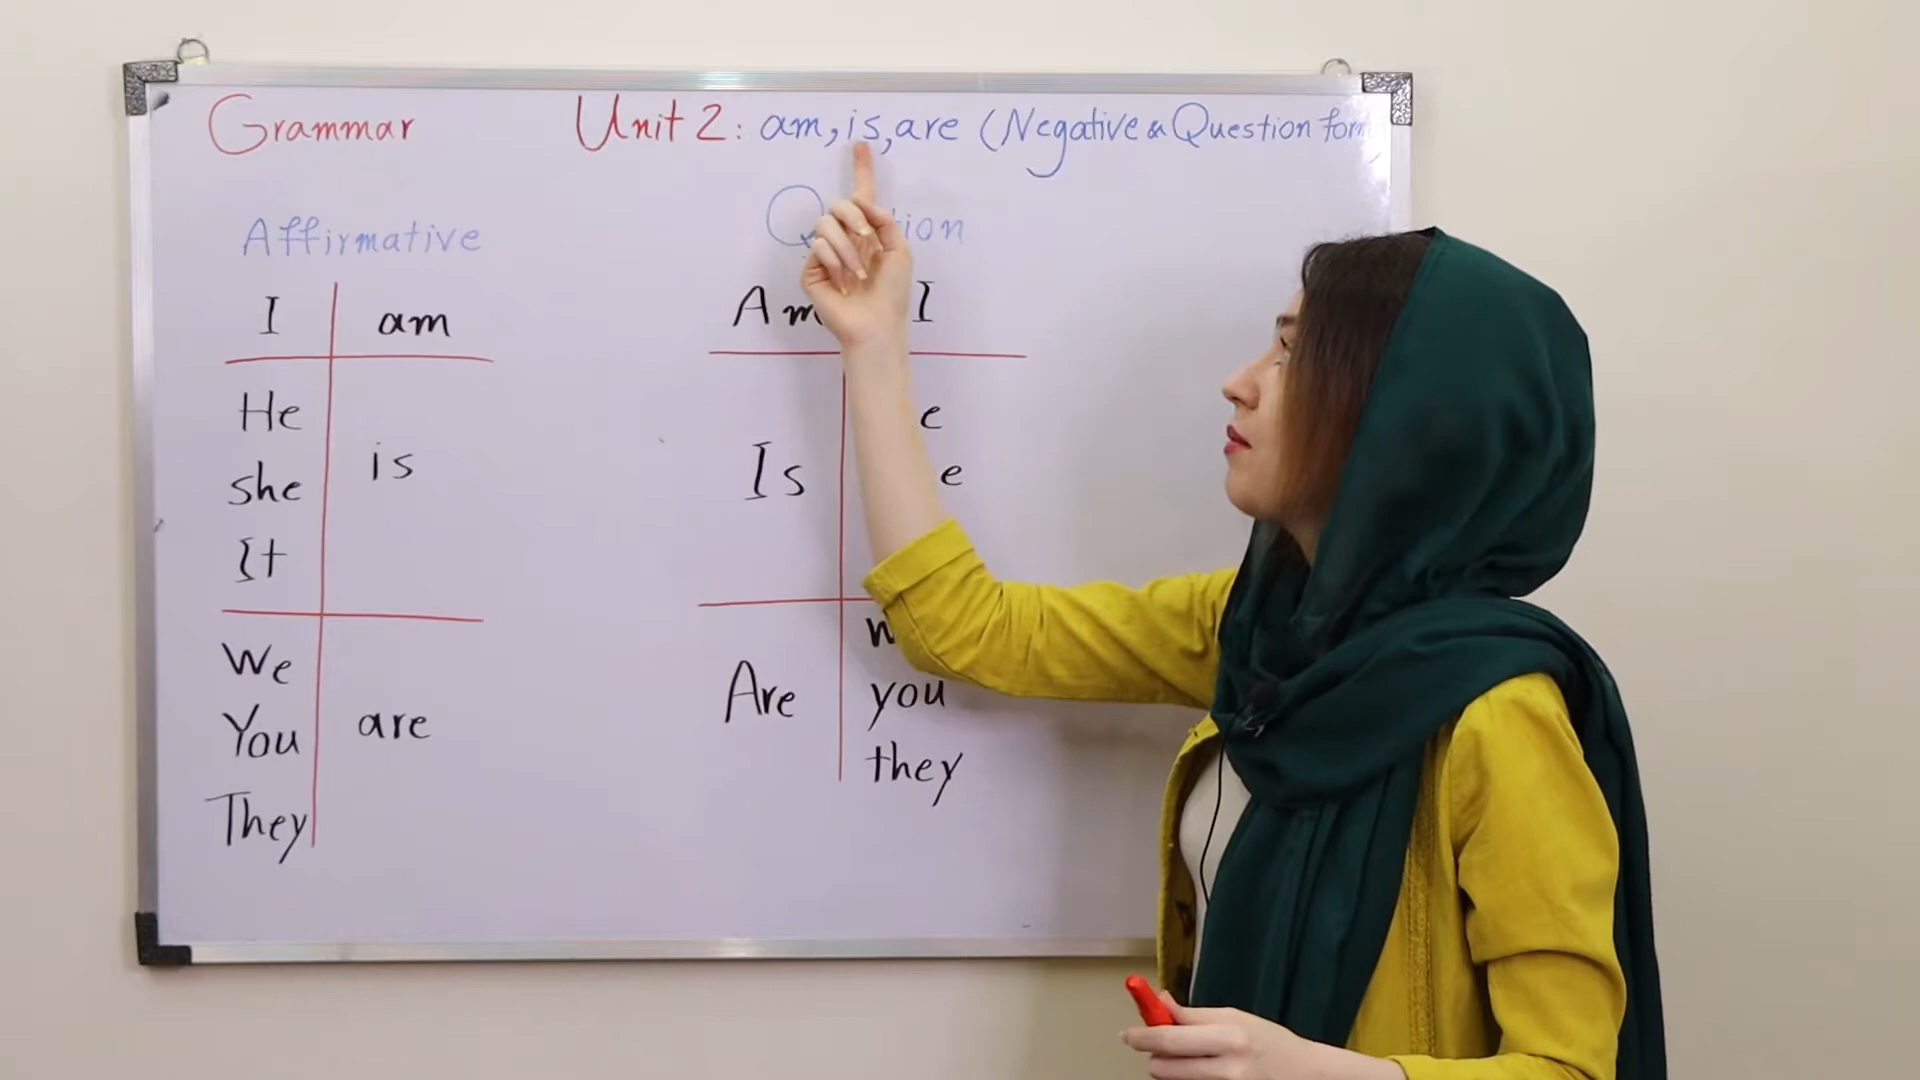 Grammar
Unit 2: am, is, are (Negative & Question form
Affirmative
I am
He
she
It
is
We
You
They
are
Am I
Is
Are
you
they